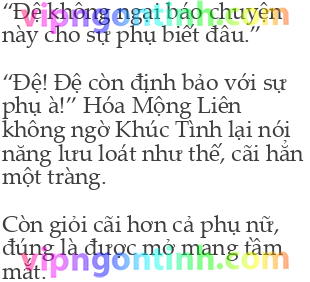 “Đệ không ngại báo chuyện
này cho sư phụ biết đâu.”
“Đệ! Đệ còn định bảo với sư
phụ à!” Hóa Mộng Liên
không ngờ Khúc Tình lại nói
năng lưu loát như thế, cãi hẳn
một tràng.
Còn giỏi cãi hơn cả phụ nữ,
đúng là được mở mang tầm
mắt.
vipngontinh.com
vipngontinh.com